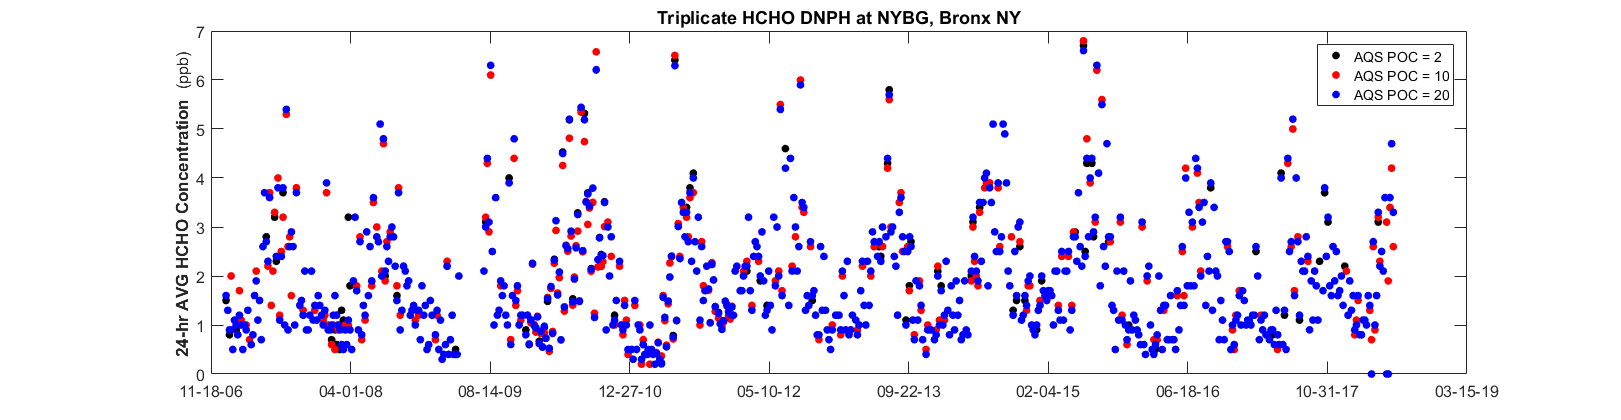 Triplicate HCHO DNPH at NYBG, Bronx NY
24-hr AVG HCHO Concentration (ppb)
7
6
5
4
3
2
1
0
AQS POC = 2
AQS POC = 10
AQS POC = 20
11-18-06 04-01-08 08-14-09 12-27-10 05-10-12 09-22-13 02-04-15 06-18-16 10-31-17 03-15-19